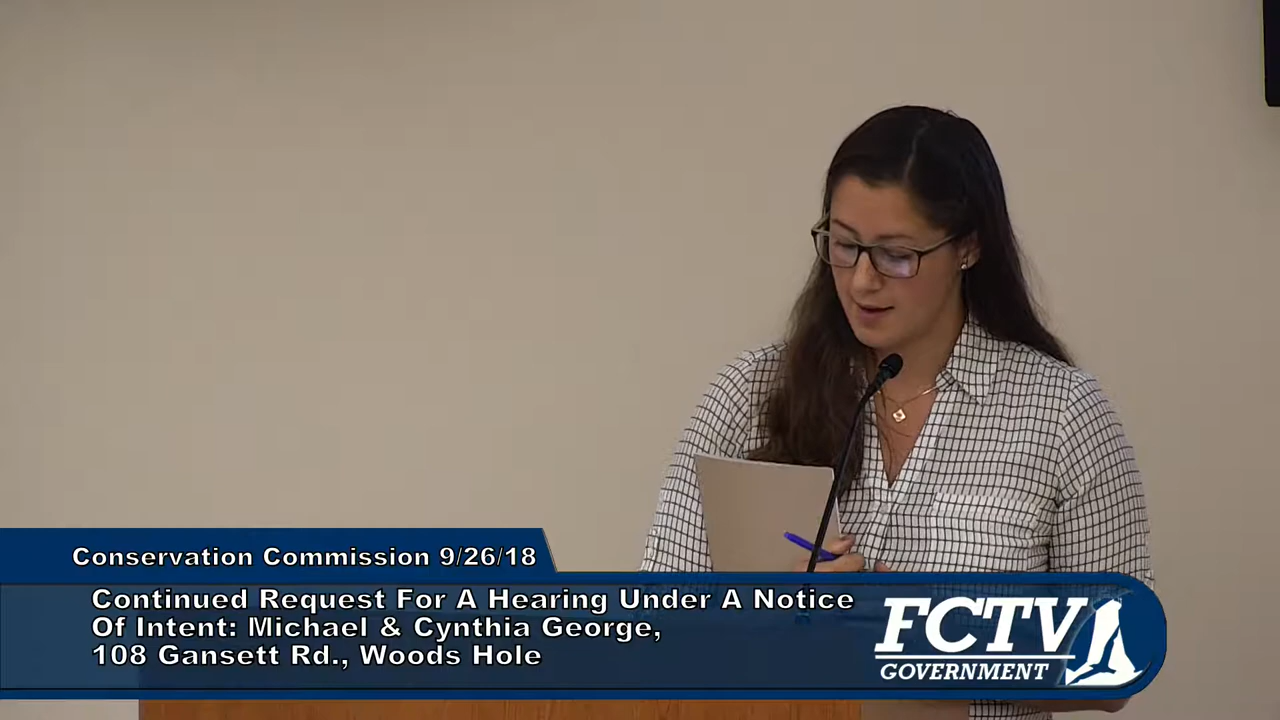 Conservation Commission 9/26/18
Continued Request For A Hearing Under A Notice
Of Intent: Michael & Cynthia George,
108 Gansett Rd., Woods Hole
FCTV
GOVERNMENT